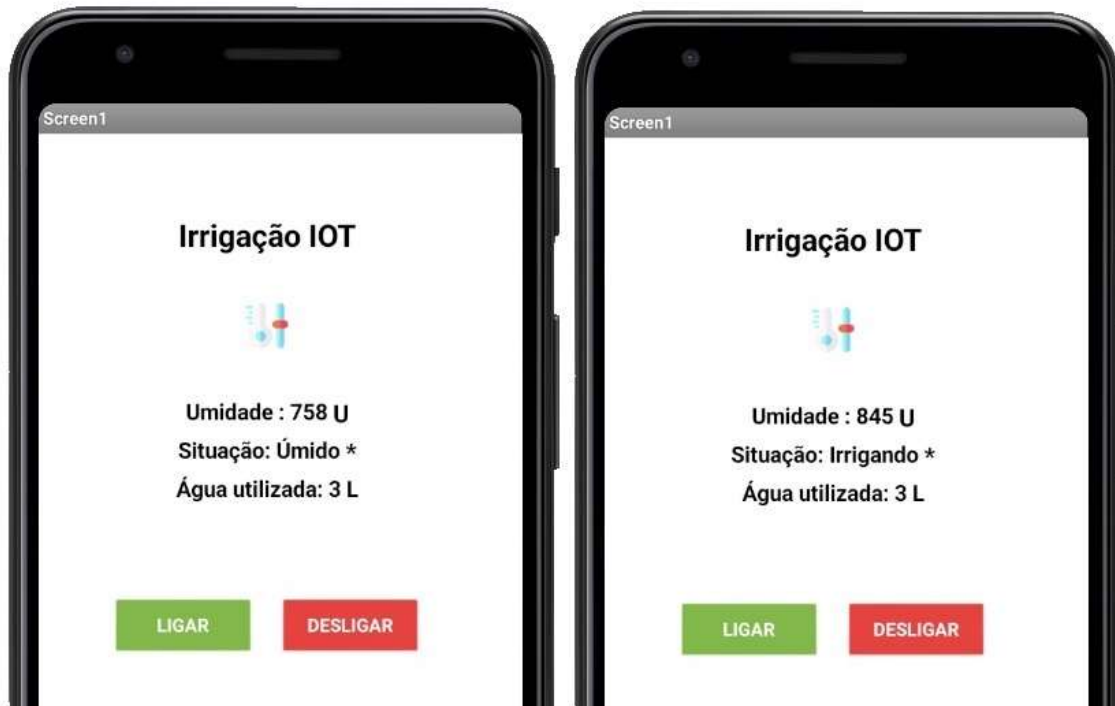 Screen1
Irrigação IOT
Umidade : 758 U
Situação: Úmido *
Água utilizada: 3 L
LIGAR
DESLIGAR
Screen1
Irrigação IOT
Umidade : 845 U
Situação: Irrigando *
Água utilizada: 3 L
LIGAR
DESLIGAR